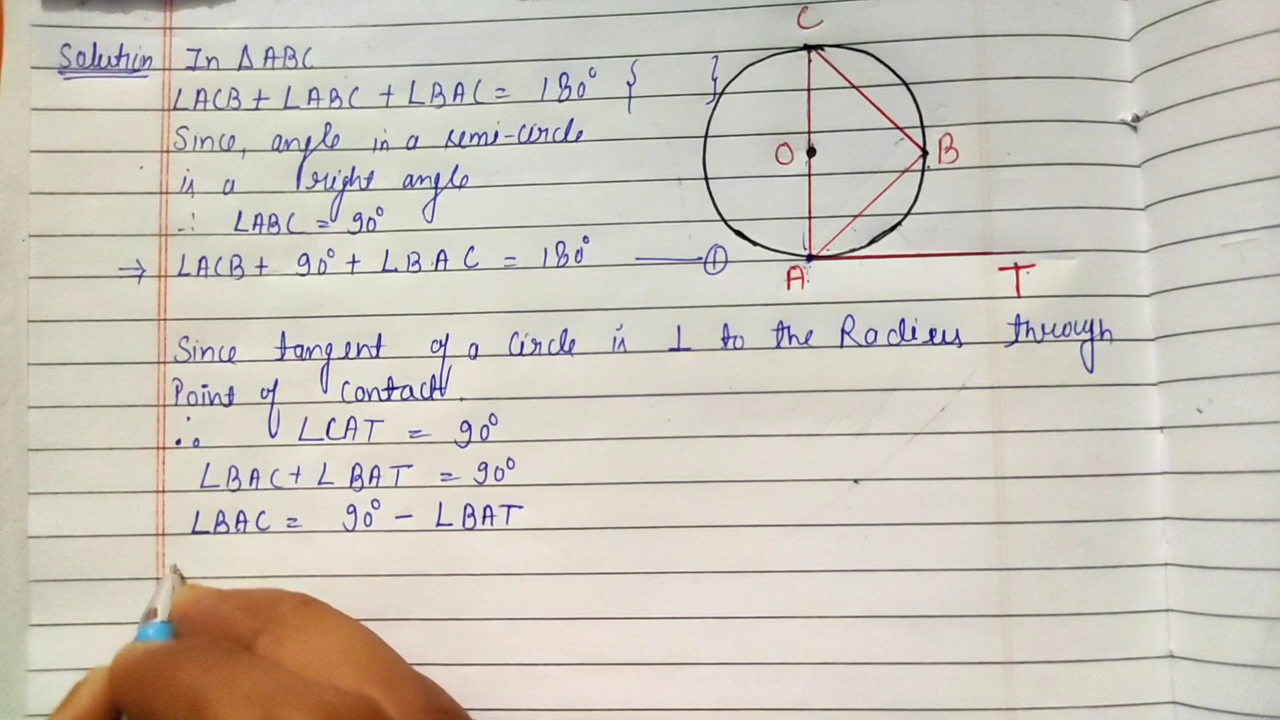 Solution In ΔABC
∠ACB + ∠ABC + ∠BAC = 180° { }
Since, angle in a semi-circle
is a right angle
∴ ∠ABC = 90°
⇒ ∠ACB + 90° + ∠BAC = 180° —— ①
Since tangent of a Circle is ⊥ to the Radius through
Point of contact.
∴ ∠CAT = 90°
∠BAC + ∠BAT = 90°
∠BAC = 90° - ∠BAT
C
O
B
A
T